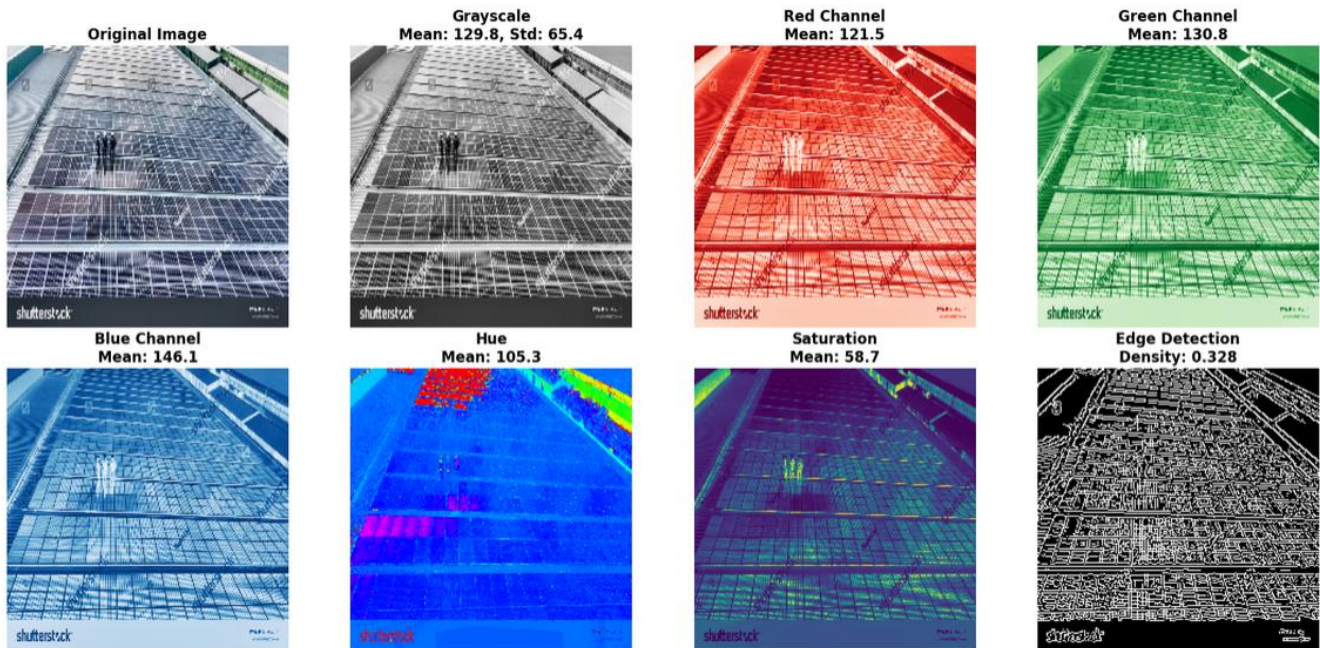 Original Image
Grayscale
Mean: 129.8, Std: 65.4
Red Channel
Mean: 121.5
Green Channel
Mean: 130.8
shutterstock
shutterstock
shutterstock
shutterstock
Blue Channel
Mean: 146.1
Hue
Mean: 105.3
Saturation
Mean: 58.7
Edge Detection
Density: 0.328
shutterstock
shutterstock
shutterstock
shutterstock